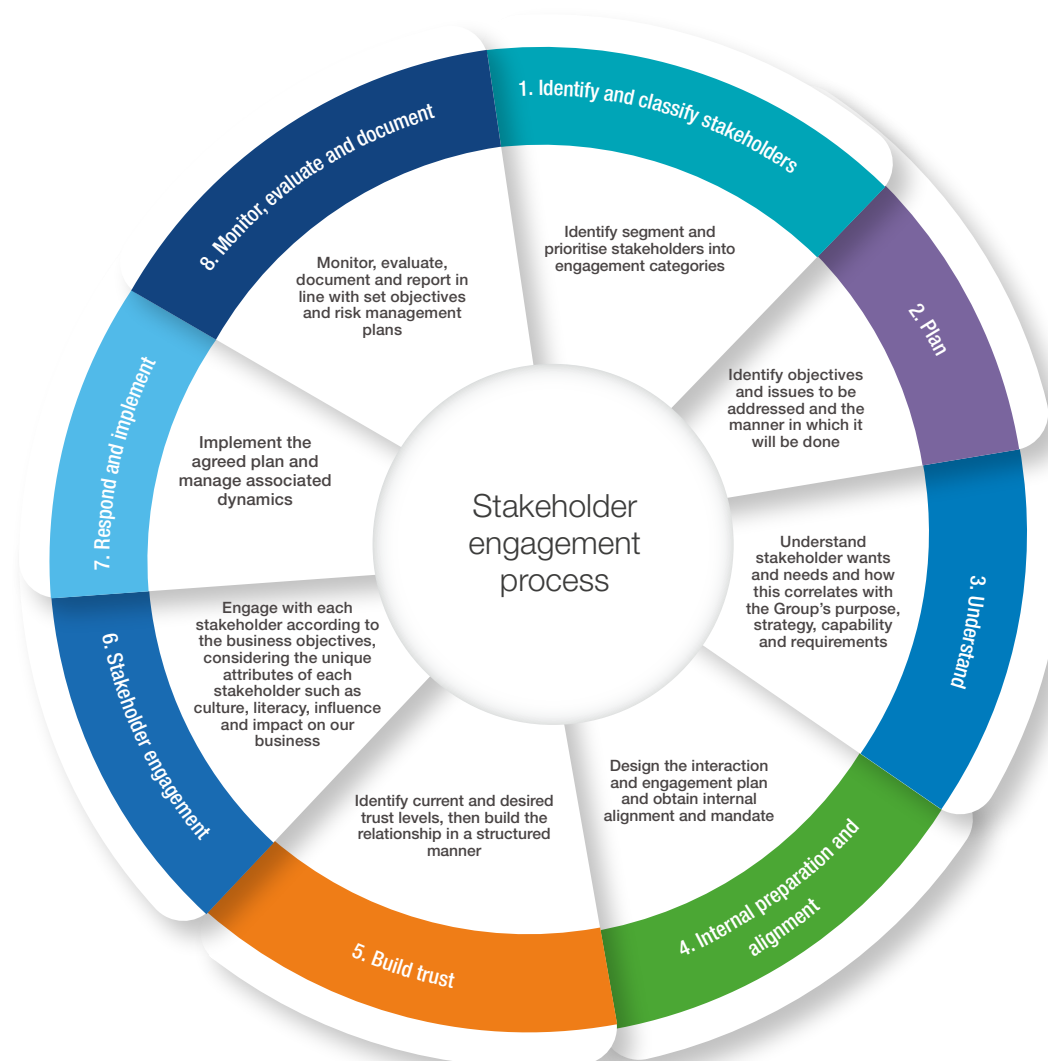 Stakeholder
engagement
process
1. Identify and classify stakeholders
Identify segment and
prioritise stakeholders into
engagement categories
2. Plan
Identify objectives
and issues to be
addressed and the
manner in which it
will be done
3. Understand
Understand
stakeholder wants
and needs and how
this correlates with
the Group’s purpose,
strategy, capability
and requirements
4. Internal preparation and
alignment
Design the interaction
and engagement plan
and obtain internal
alignment and mandate
5. Build trust
Identify current and desired
trust levels, then build the
relationship in a structured
manner
6. Stakeholder engagement
Engage with each
stakeholder according to
the business objectives,
considering the unique
attributes of each
stakeholder such as
culture, literacy, influence
and impact on our
business
7. Respond and implement
Implement the
agreed plan and
manage associated
dynamics
8. Monitor, evaluate and document
Monitor, evaluate,
document and report in
line with set objectives
and risk management
plans